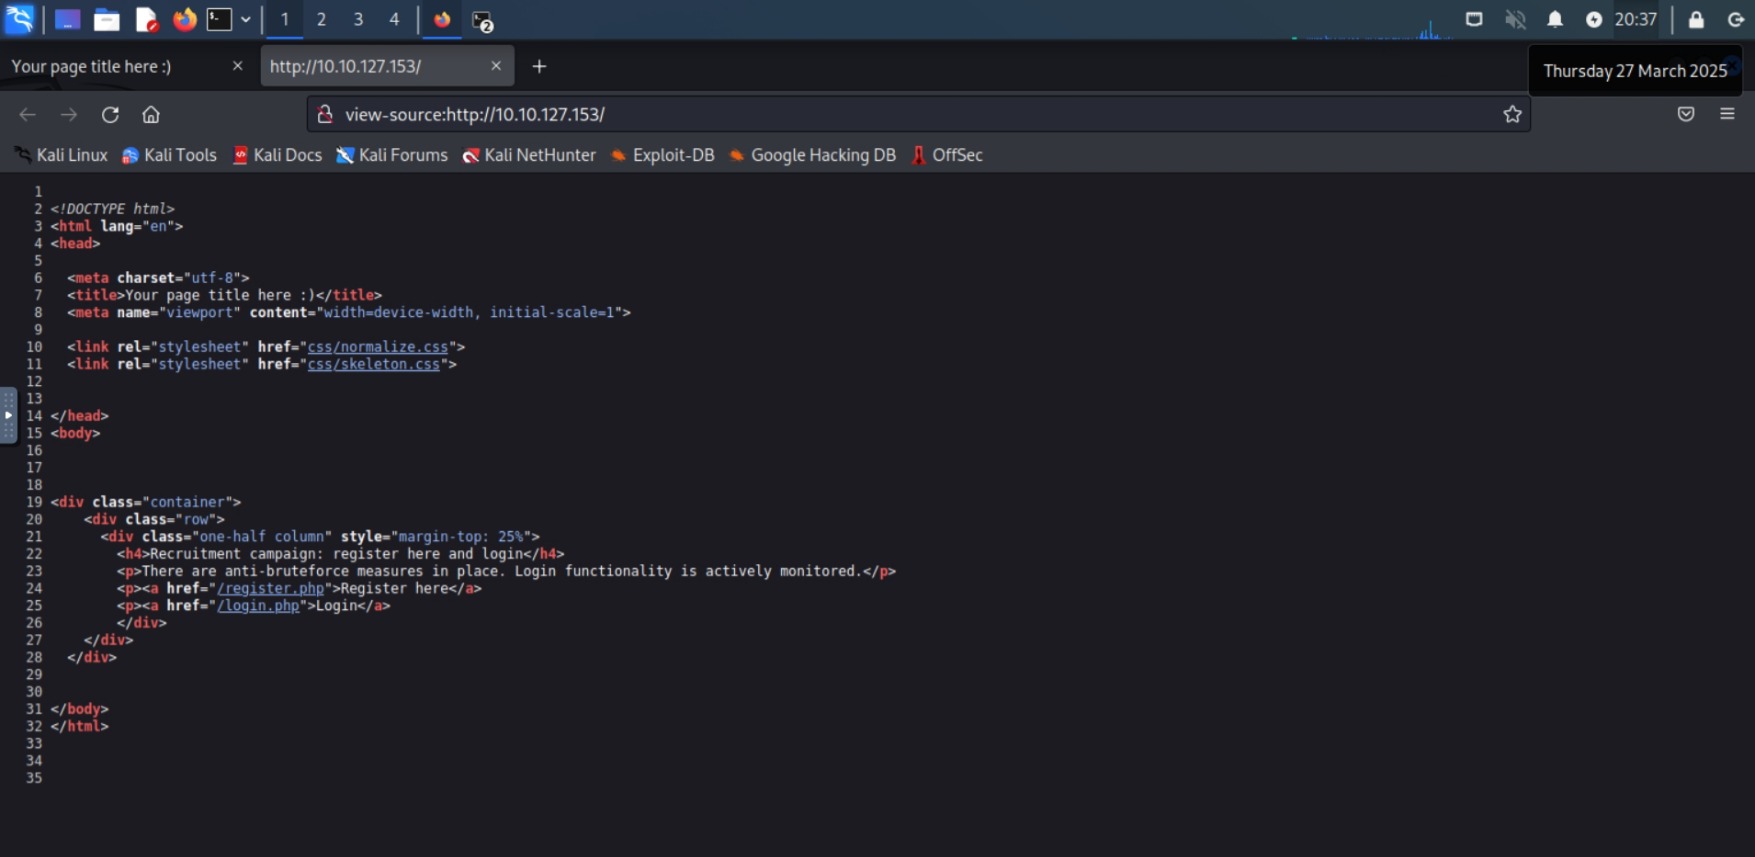 1 2 3 4 2 20:37
Your page title here :) http://10.10.127.153/ Thursday 27 March 2025
view-source:http://10.10.127.153/
Kali Linux Kali Tools Kali Docs Kali Forums Kali NetHunter Exploit-DB Google Hacking DB OffSec
1
2 <!DOCTYPE html>
3 <html lang="en">
4 <head>
5
6 <meta charset="utf-8">
7 <title>Your page title here :)</title>
8 <meta name="viewport" content="width=device-width, initial-scale=1">
9
10 <link rel="stylesheet" href="css/normalize.css">
11 <link rel="stylesheet" href="css/skeleton.css">
12
13
14 </head>
15 <body>
16
17
18
19 <div class="container">
20 <div class="row">
21 <div class="one-half column" style="margin-top: 25%">
22 <h4>Recruitment campaign: register here and login</h4>
23 <p>There are anti-bruteforce measures in place. Login functionality is actively monitored.</p>
24 <p><a href="/register.php">Register here</a>
25 <p><a href="/login.php">Login</a>
26 </div>
27 </div>
28 </div>
29
30
31 </body>
32 </html>
33
34
35